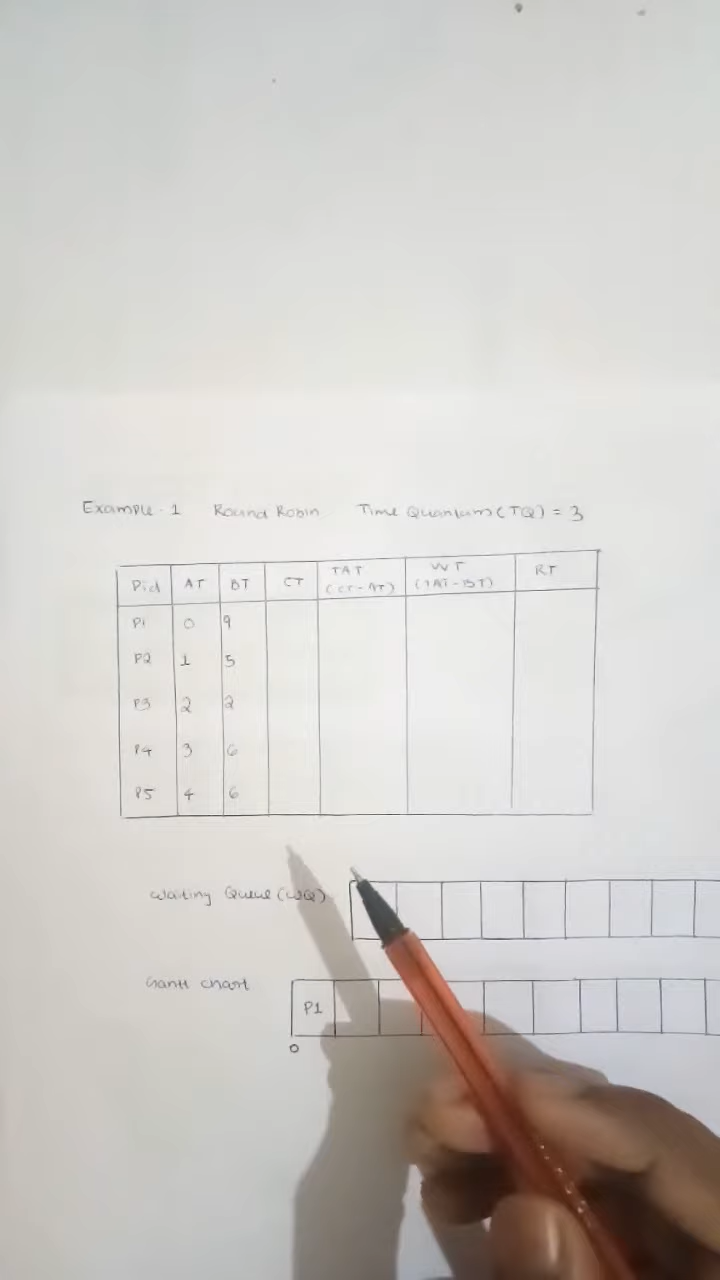 Example - 1 Round Robin Time Quantum (TQ) = 3
Pid AT BT CT TAT (CT-AT) WT (TAT-BT) RT
P1 0 9
P2 1 5
P3 2 2
P4 3 6
P5 4 6
Waiting Queue (WQ)
Gantt chart P1
0